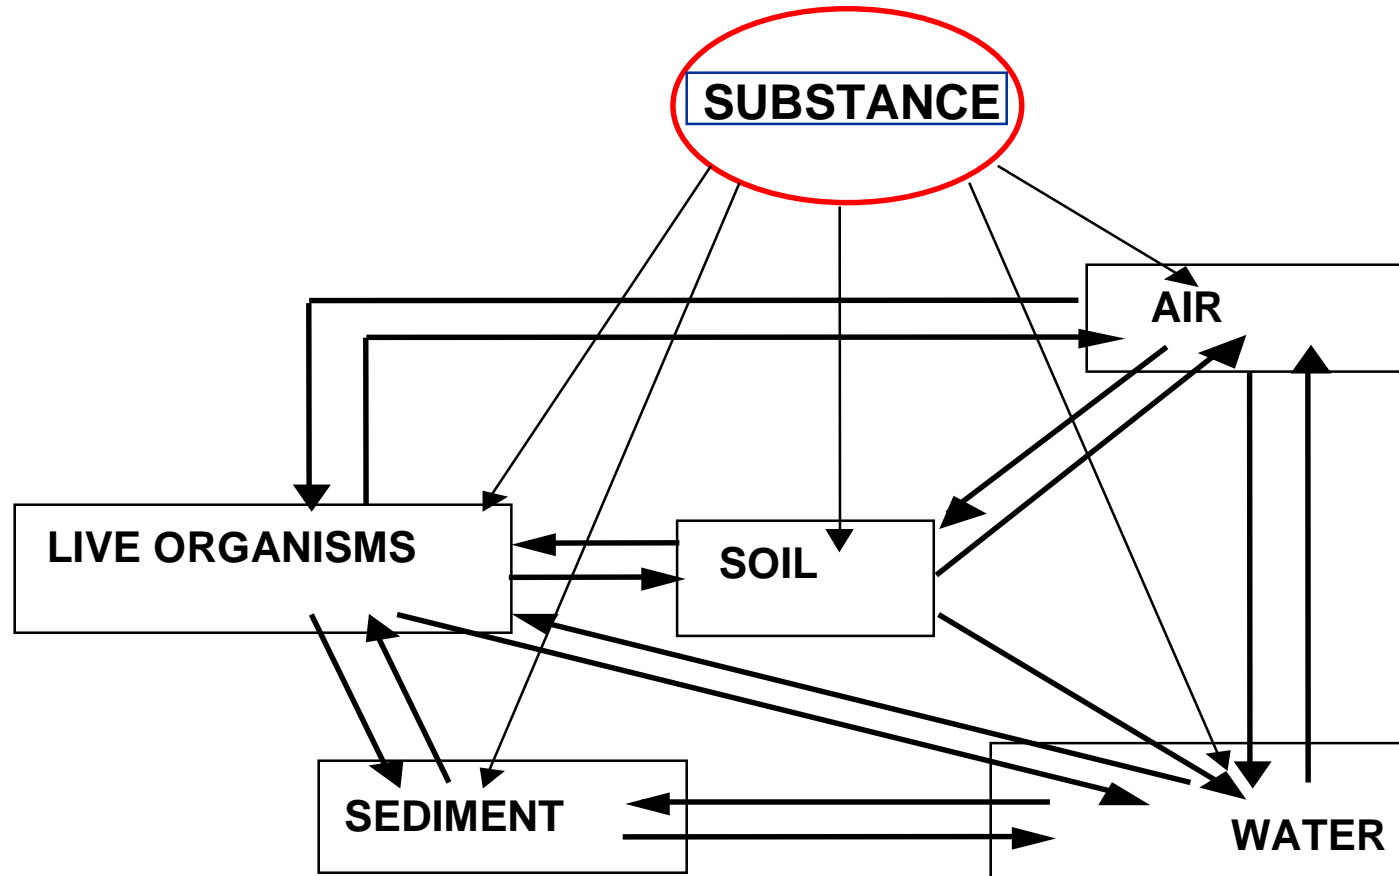 SUBSTANCE
AIR
LIVE ORGANISMS
SOIL
SEDIMENT
WATER